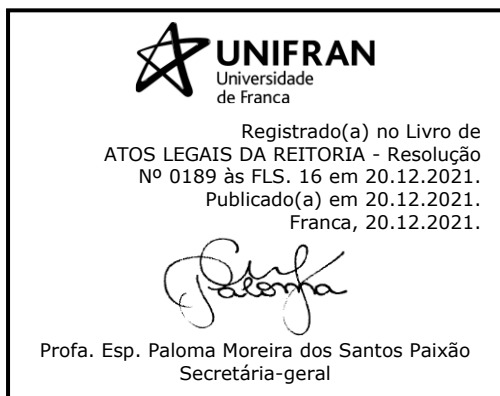 UNIFRAN
Universidade
de Franca
Registrado(a) no Livro de
ATOS LEGAIS DA REITORIA - Resolução
Nº 0189 às FLS. 16 em 20.12.2021.
Publicado(a) em 20.12.2021.
Franca, 20.12.2021.
Paloma
Profa. Esp. Paloma Moreira dos Santos Paixão
Secretária-geral